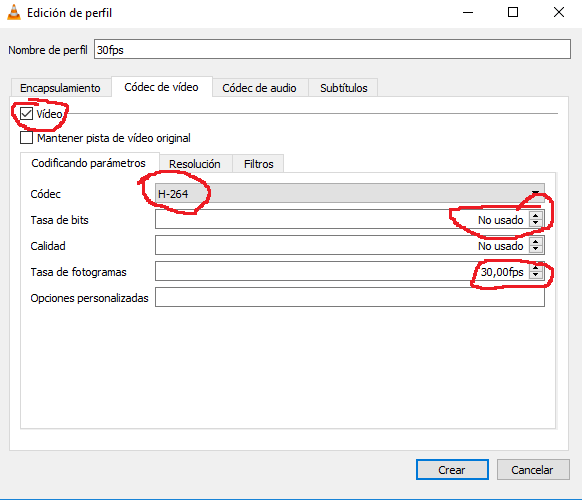 Edición de perfil
Nombre de perfil 30fps
Encapsulamiento Códec de vídeo Códec de audio Subtítulos
Vídeo
Mantener pista de vídeo original
Codificando parámetros Resolución Filtros
Códec H-264
Tasa de bits No usado
Calidad No usado
Tasa de fotogramas 30,00fps
Opciones personalizadas
Crear Cancelar